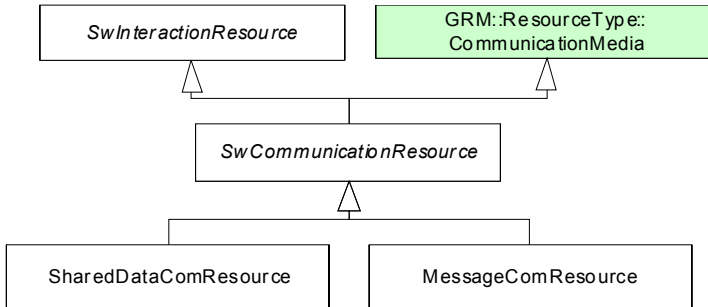 SwInteractionResource
GRM::ResourceType::
CommunicationMedia
SwCommunicationResource
SharedDataComResource
MessageComResource